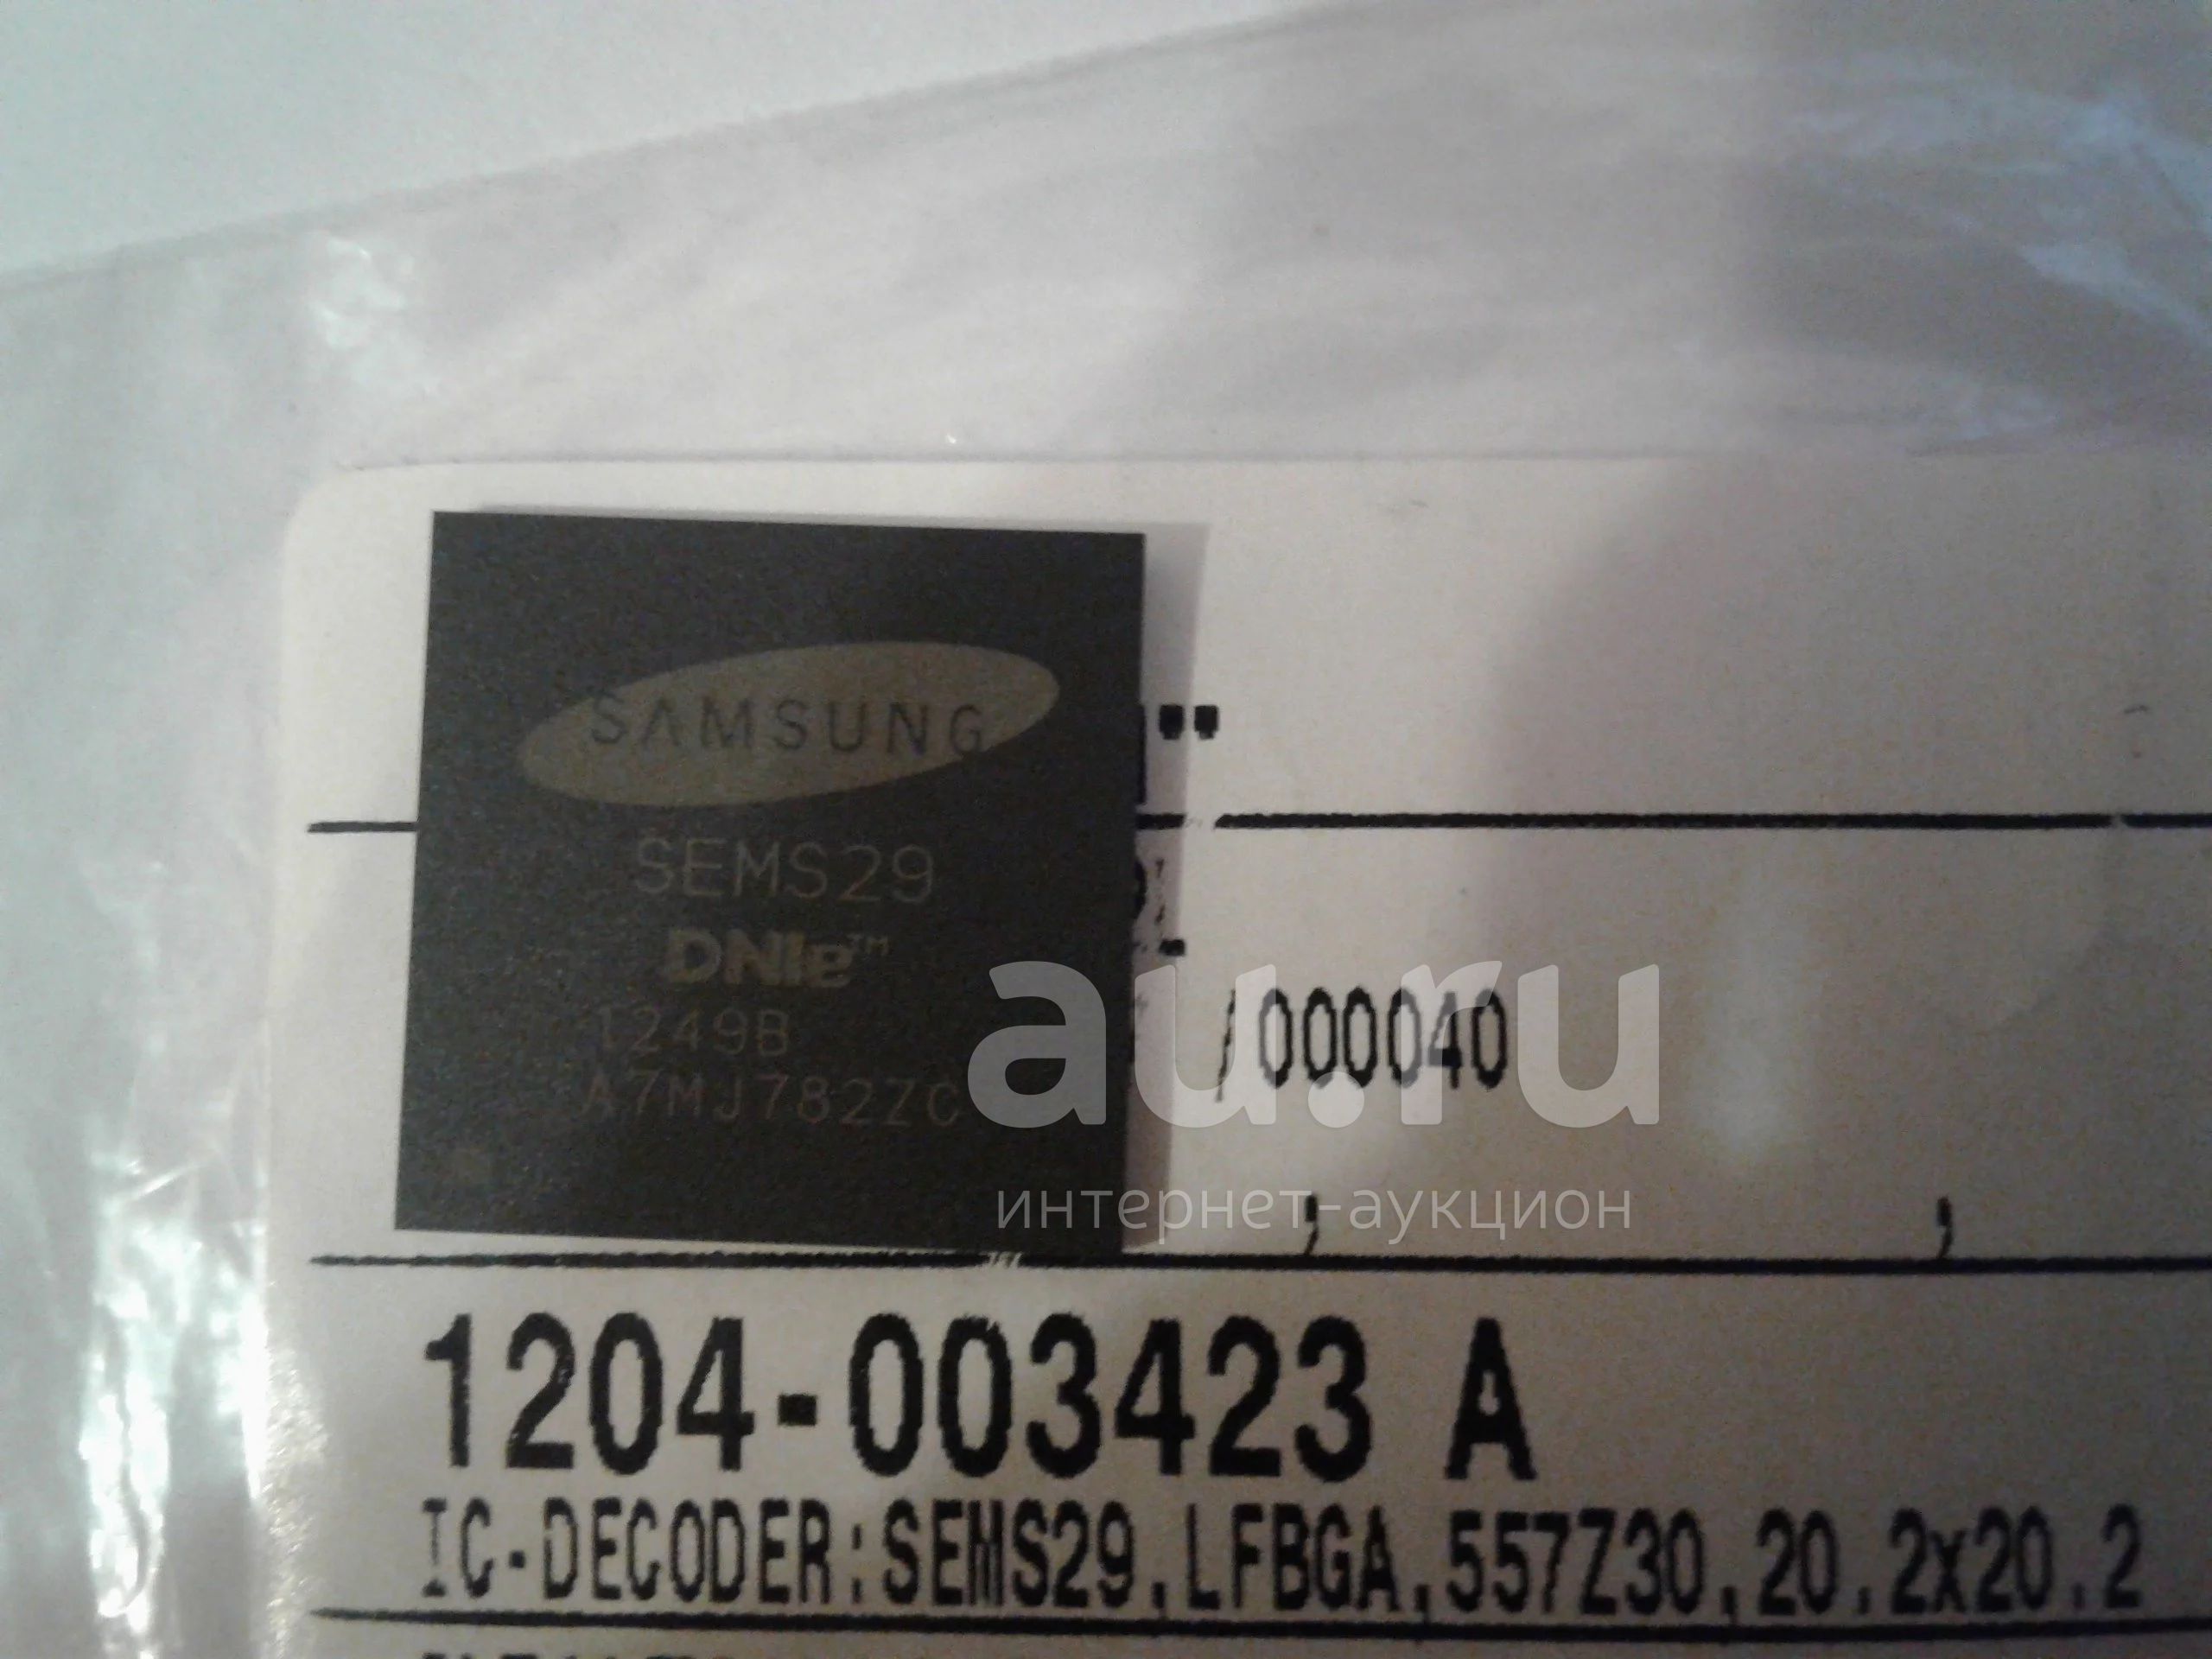 SAMSUNG
SEMS29
DNIe™
1249B
A7MJ782ZC
"
/000040
au.ru
интернет-аукцион
, ,
1204-003423 A
IC-DECODER:SEMS29,LFBGA,557Z30,20.2x20.2